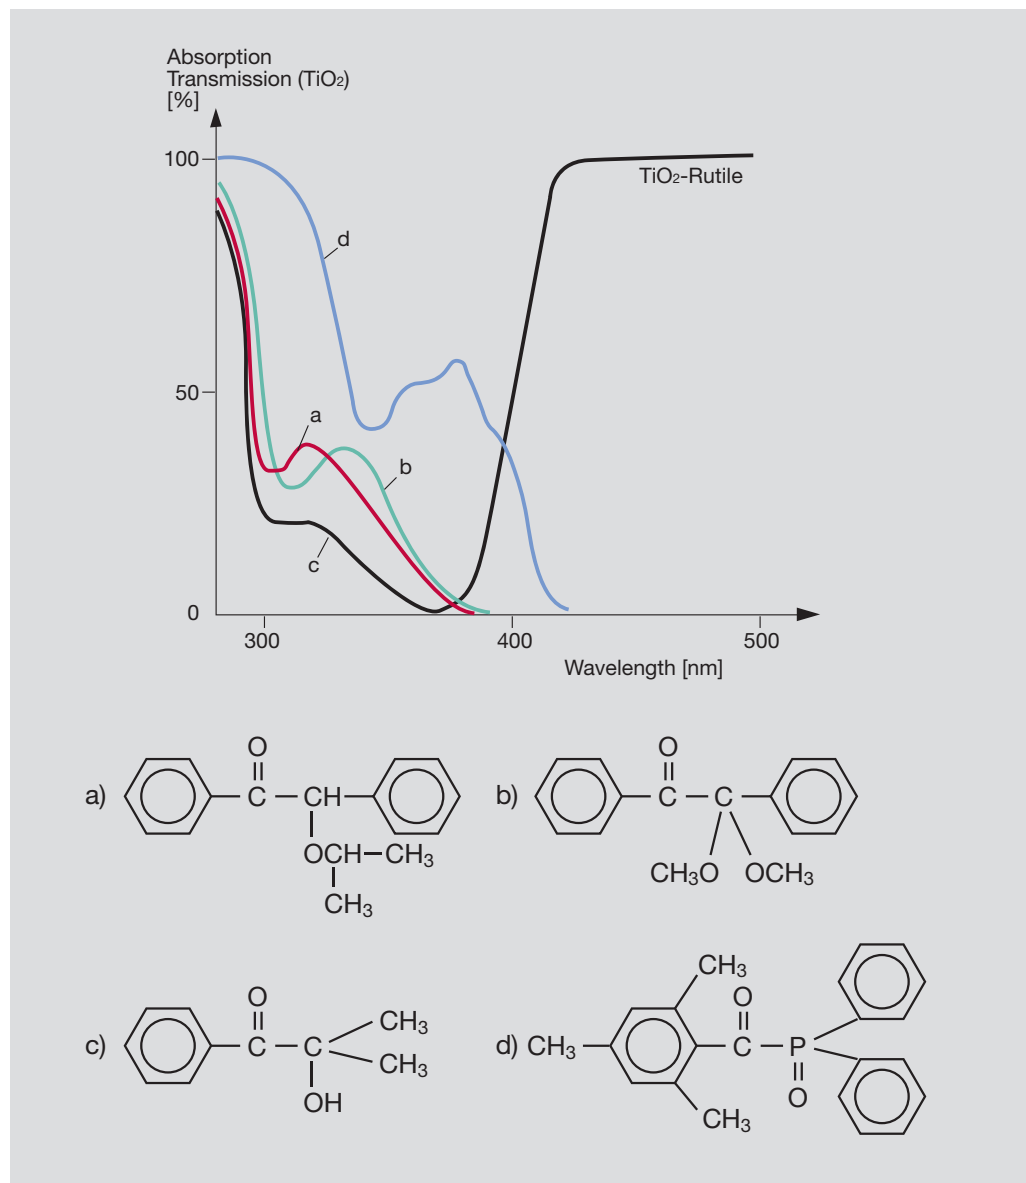 Absorption
Transmission (TiO₂)
[%]
100
TiO₂-Rutile
d
50
a
b
c
0
300
400
500
Wavelength [nm]
O
O
a)
C
CH
b)
C
C
OCH
CH₃
CH₃O
OCH₃
CH₃
CH₃
O
O
CH₃
c)
C
C
d)
CH₃
C
P
CH₃
OH
O
CH₃